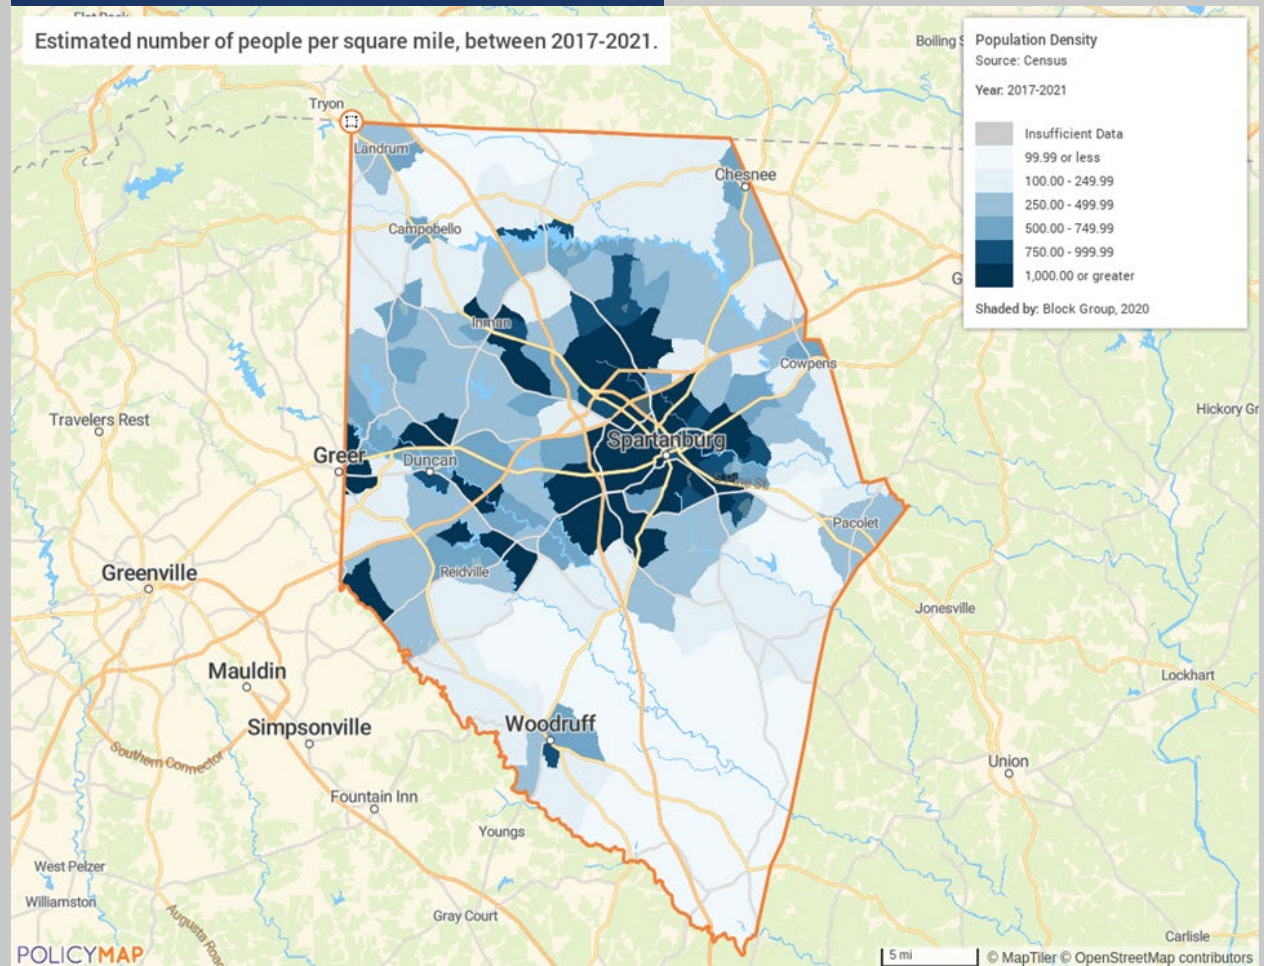 Estimated number of people per square mile, between 2017-2021.
Population Density
Source: Census
Year: 2017-2021
Insufficient Data
99.99 or less
100.00 - 249.99
250.00 - 499.99
500.00 - 749.99
750.00 - 999.99
1,000.00 or greater
Shaded by: Block Group, 2020
Boiling
Tryon
Landrum
Chesnee
Campobello
G
Inman
Cowpens
Travelers Rest
Hickory Gr
Greer
Duncan
Spartanburg
Pacolet
Greenville
Reidville
Jonesville
Mauldin
Lockhart
Simpsonville
Woodruff
Southern Connector
Union
Fountain Inn
Youngs
West Pelzer
Williamston
Augusta Road
Gray Court
Carlisle
POLICYMAP
5 mi
© MapTiler © OpenStreetMap contributors